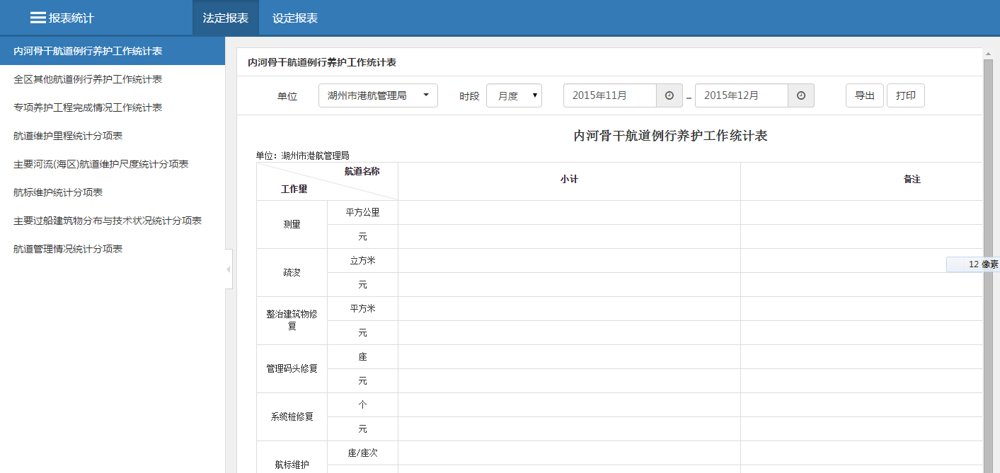 报表统计
法定报表
设定报表
内河骨干航道例行养护工作统计表
全区其他航道例行养护工作统计表
专项养护工程完成情况工作统计表
航道维护里程统计分项表
主要河流(海区)航道维护尺度统计分项表
航标维护统计分项表
主要过船建筑物分布与技术状况统计分项表
航道管理情况统计分项表
内河骨干航道例行养护工作统计表
单位
湖州市港航管理局
时段
月度
2015年11月
–
2015年12月
导出
打印
内河骨干航道例行养护工作统计表
单位：湖州市港航管理局
航道名称
工作量
小计
备注
测量
平方公里
元
疏浚
立方米
元
整治建筑物修
复
平方米
元
管理码头修复
座
元
系缆桩修复
个
元
航标维护
座/座次
12 像素